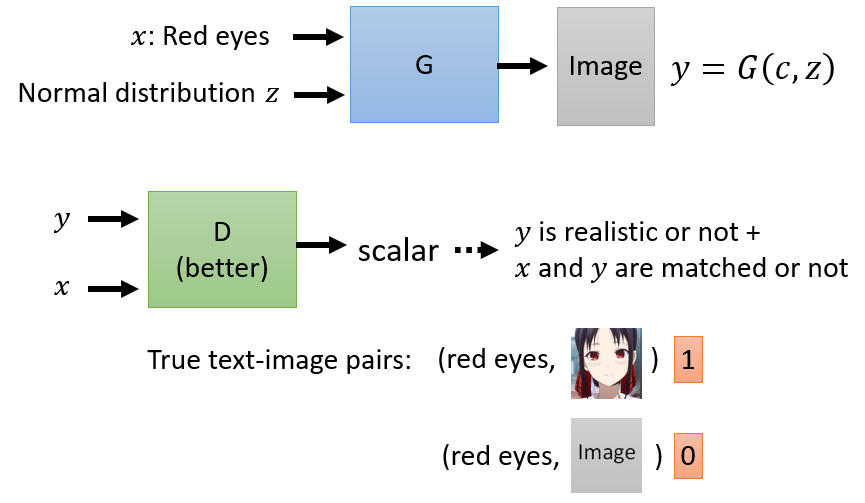 x: Red eyes
Normal distribution z
G
Image
y = G(c, z)
y
x
D
(better)
scalar
y is realistic or not +
x and y are matched or not
True text-image pairs: (red eyes, ) 1
(red eyes, Image ) 0